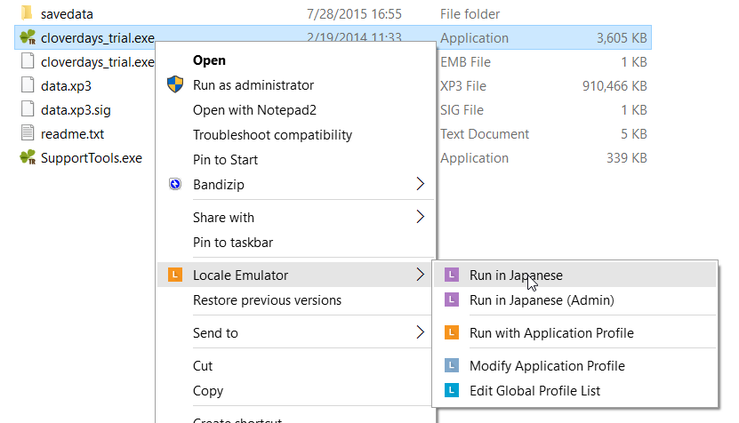 savedata 7/28/2015 16:55 File folder
cloverdays_trial.exe 2/19/2014 11:33 Application 3,605 KB
cloverdays_trial.exe EMB File 1 KB
data.xp3 XP3 File 910,466 KB
data.xp3.sig SIG File 1 KB
readme.txt Text Document 5 KB
SupportTools.exe Application 339 KB
Open
Run as administrator
Open with Notepad2
Troubleshoot compatibility
Pin to Start
Bandizip
Share with
Pin to taskbar
Locale Emulator
Restore previous versions
Send to
Cut
Copy
Create shortcut
Run in Japanese
Run in Japanese (Admin)
Run with Application Profile
Modify Application Profile
Edit Global Profile List